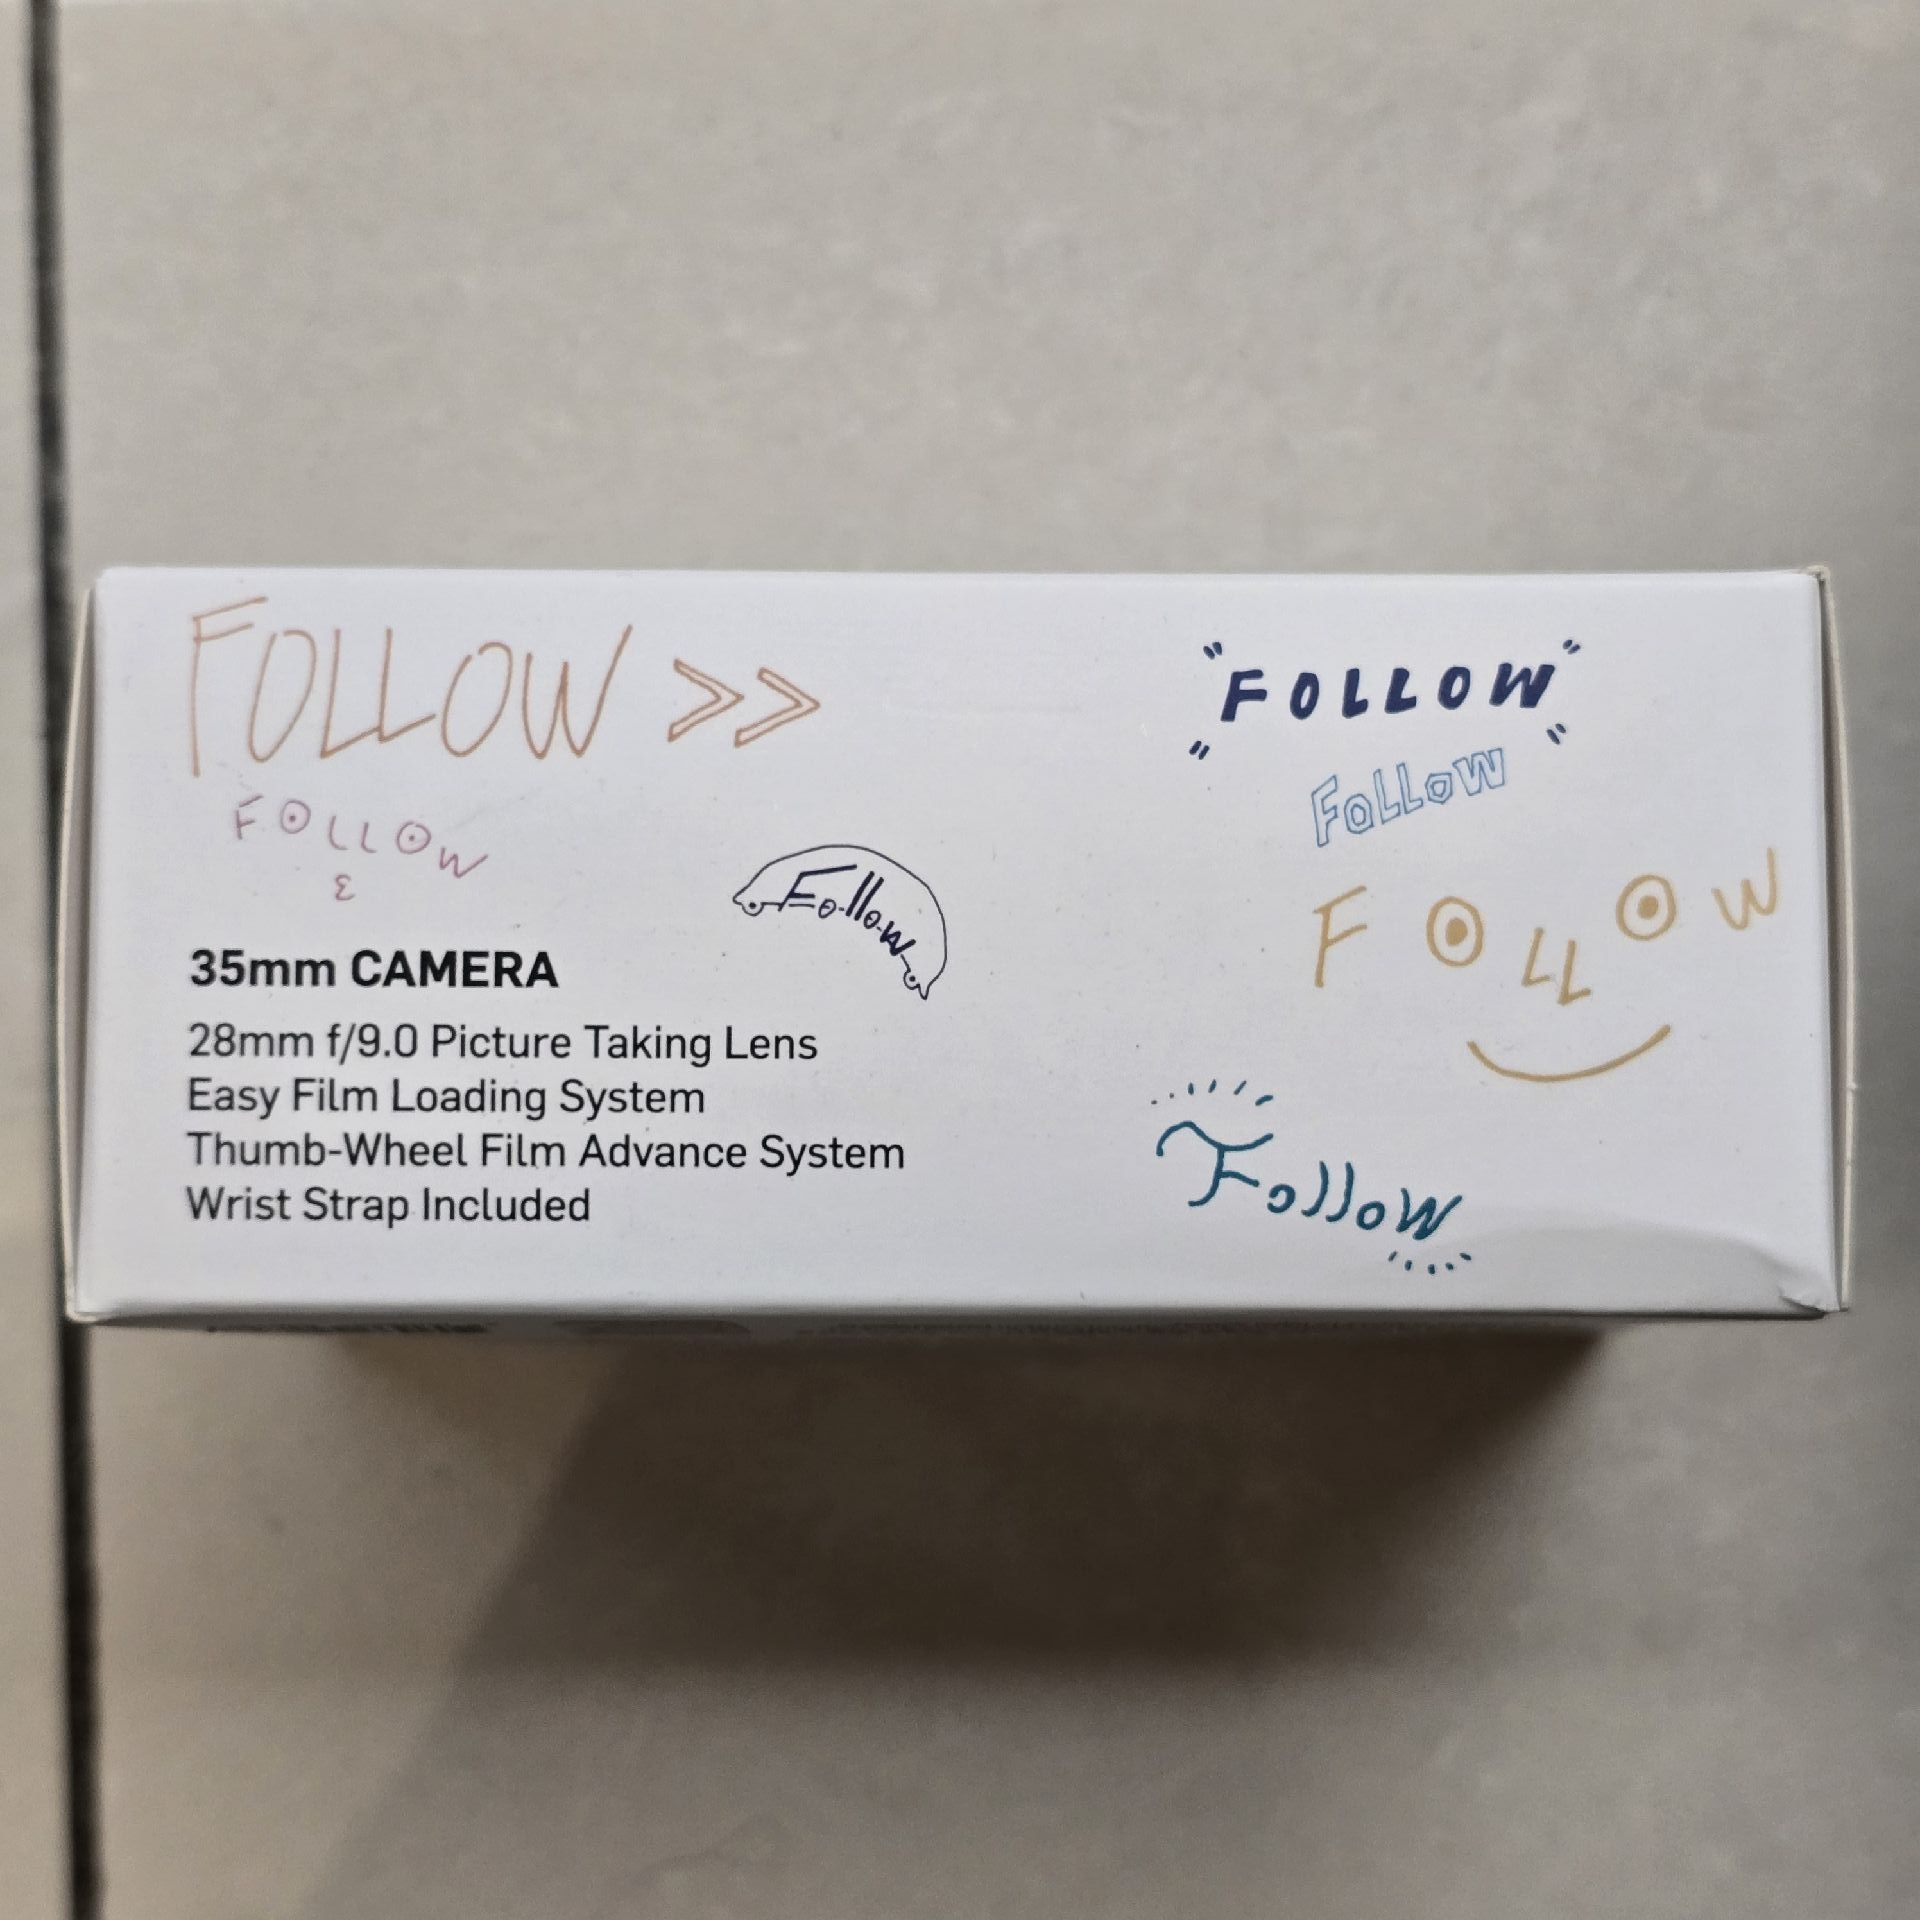 FOLLOW >>
FOLLOW
ε
Follow
35mm CAMERA
28mm f/9.0 Picture Taking Lens
Easy Film Loading System
Thumb-Wheel Film Advance System
Wrist Strap Included
"FOLLOW"
FoLLoW
FOLLOW
Follow